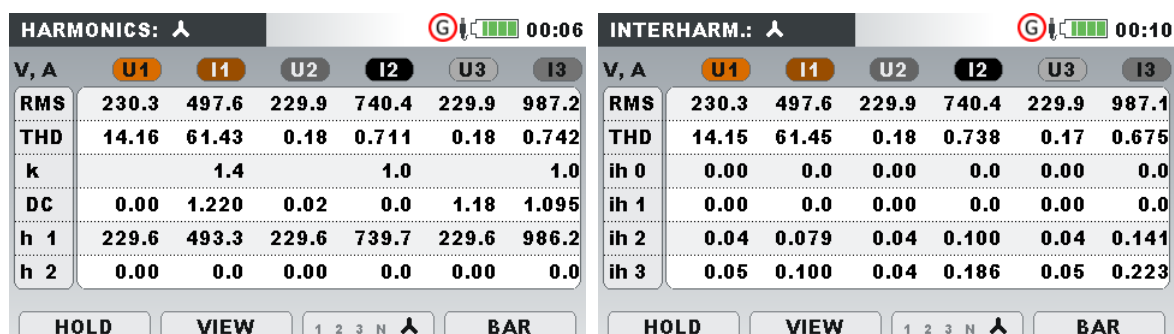 HARMONICS: G 00:06
V, A U1 I1 U2 I2 U3 I3
RMS 230.3 497.6 229.9 740.4 229.9 987.2
THD 14.16 61.43 0.18 0.711 0.18 0.742
k 1.4 1.0 1.0
DC 0.00 1.220 0.02 0.0 1.18 1.095
h 1 229.6 493.3 229.6 739.7 229.6 986.2
h 2 0.00 0.0 0.00 0.0 0.00 0.0
HOLD VIEW 1 2 3 N BAR
INTERHARM.: G 00:10
V, A U1 I1 U2 I2 U3 I3
RMS 230.3 497.6 229.9 740.4 229.9 987.1
THD 14.15 61.45 0.18 0.738 0.17 0.675
ih 0 0.00 0.0 0.00 0.0 0.00 0.0
ih 1 0.00 0.0 0.00 0.0 0.00 0.0
ih 2 0.04 0.079 0.04 0.100 0.04 0.141
ih 3 0.05 0.100 0.04 0.186 0.05 0.223
HOLD VIEW 1 2 3 N BAR